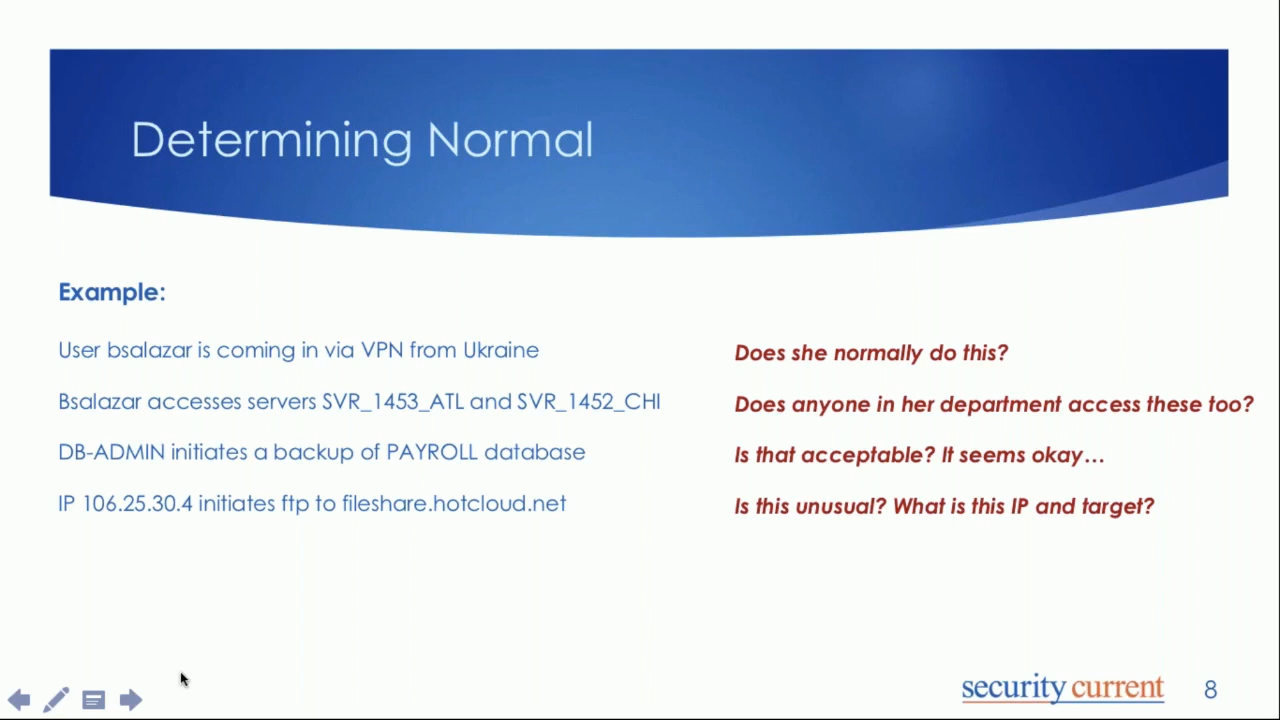 Determining Normal
Example:
User bsalazar is coming in via VPN from Ukraine
Does she normally do this?
Bsalazar accesses servers SVR_1453_ATL and SVR_1452_CHI
Does anyone in her department access these too?
DB-ADMIN initiates a backup of PAYROLL database
Is that acceptable? It seems okay…
IP 106.25.30.4 initiates ftp to fileshare.hotcloud.net
Is this unusual? What is this IP and target?
security current
8